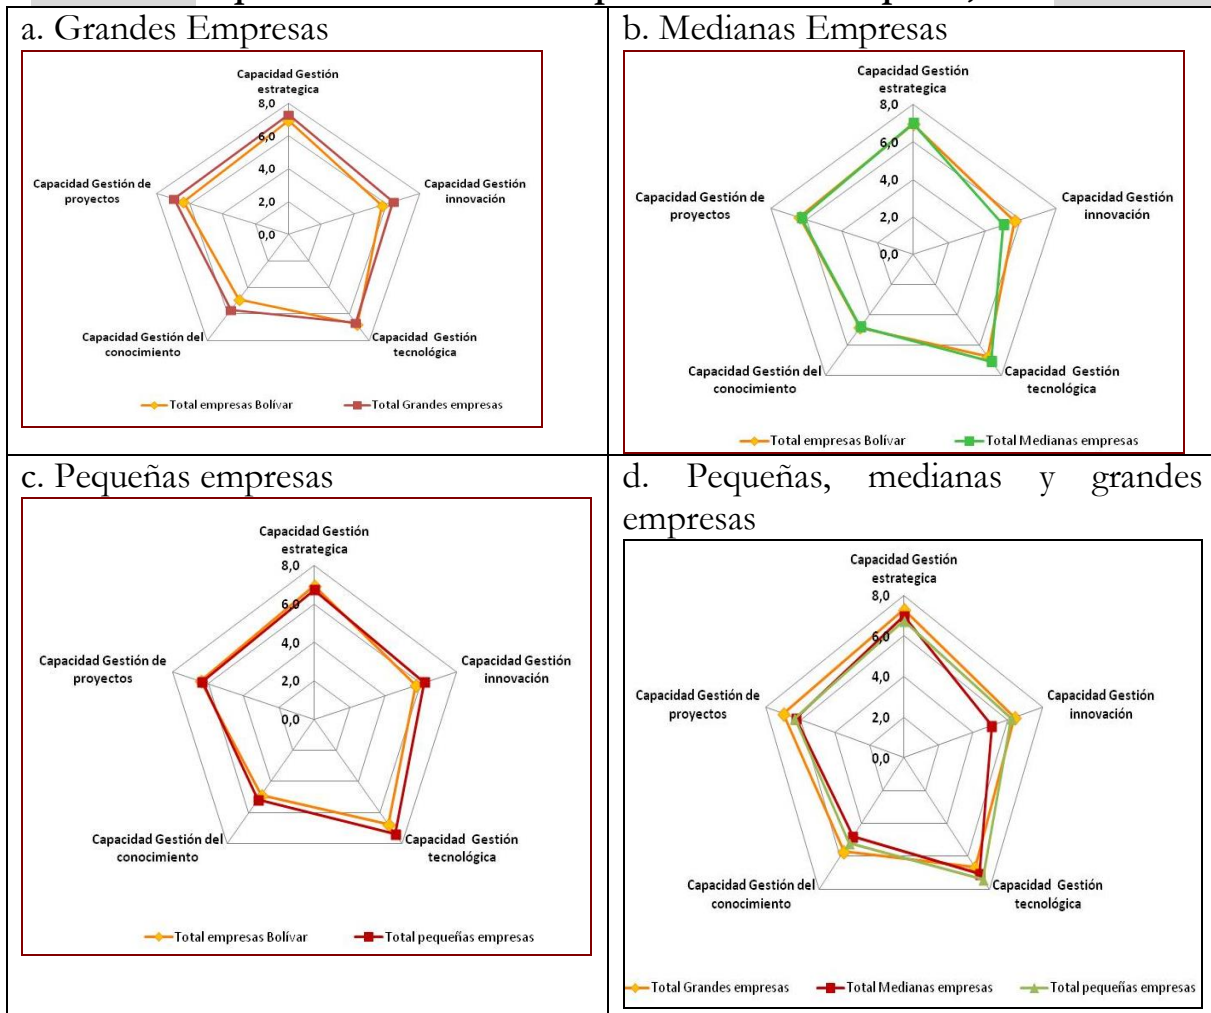 a. Grandes Empresas
Capacidad Gestión
estrategica
8,0
6,0
4,0
2,0
0,0
Capacidad Gestión de
proyectos
Capacidad Gestión
innovación
Capacidad Gestión del
conocimiento
Capacidad Gestión
tecnológica
Total empresas Bolívar
Total Grandes empresas
b. Medianas Empresas
Capacidad Gestión
estrategica
8,0
6,0
4,0
2,0
0,0
Capacidad Gestión de
proyectos
Capacidad Gestión
innovación
Capacidad Gestión del
conocimiento
Capacidad Gestión
tecnológica
Total empresas Bolívar
Total Medianas empresas
c. Pequeñas empresas
Capacidad Gestión
estrategica
8,0
6,0
4,0
2,0
0,0
Capacidad Gestión de
proyectos
Capacidad Gestión
innovación
Capacidad Gestión del
conocimiento
Capacidad Gestión
tecnológica
Total empresas Bolívar
Total pequeñas empresas
d. Pequeñas, medianas y grandes
empresas
Capacidad Gestión
estrategica
8,0
6,0
4,0
2,0
0,0
Capacidad Gestión de
proyectos
Capacidad Gestión
innovación
Capacidad Gestión del
conocimiento
Capacidad Gestión
tecnológica
Total Grandes empresas
Total Medianas empresas
Total pequeñas empresas